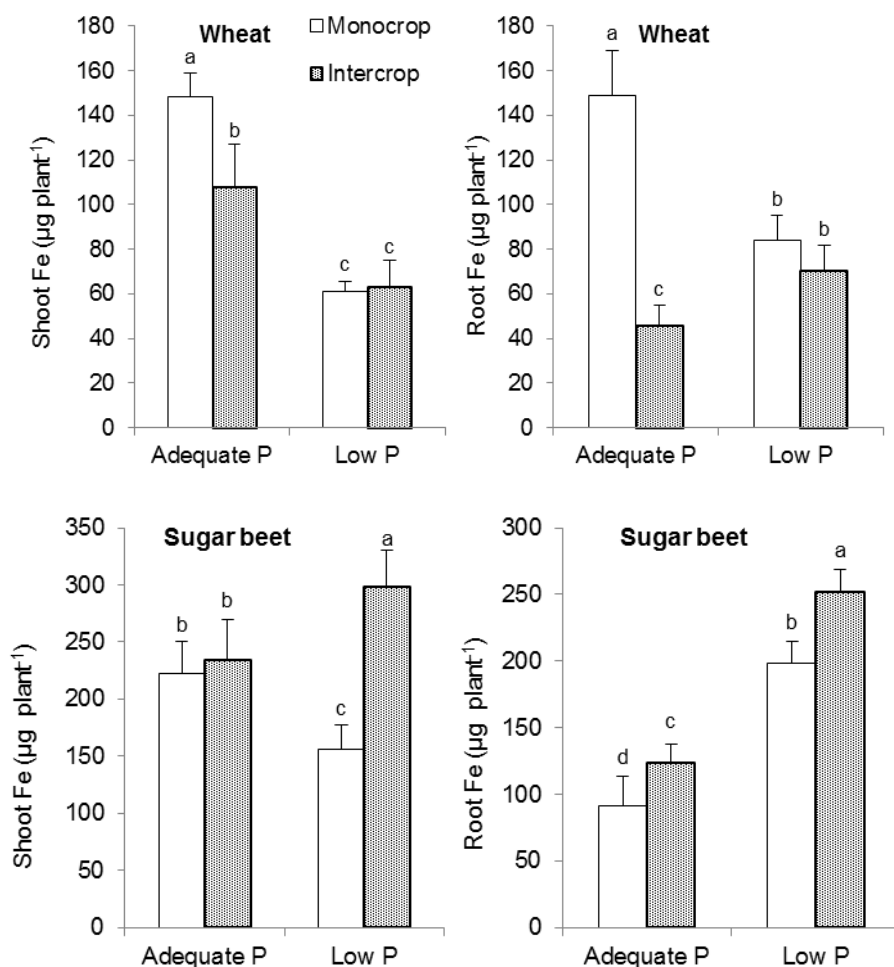 Wheat
Monocrop
Intercrop
Shoot Fe (µg plant⁻¹)
180
160
140
120
100
80
60
40
20
0
a
b
c
c
Adequate P
Low P
Wheat
Root Fe (µg plant⁻¹)
180
160
140
120
100
80
60
40
20
0
a
c
b
b
Adequate P
Low P
Sugar beet
Shoot Fe (µg plant⁻¹)
350
300
250
200
150
100
50
0
b
b
c
a
Adequate P
Low P
Sugar beet
Root Fe (µg plant⁻¹)
300
250
200
150
100
50
0
d
c
b
a
Adequate P
Low P